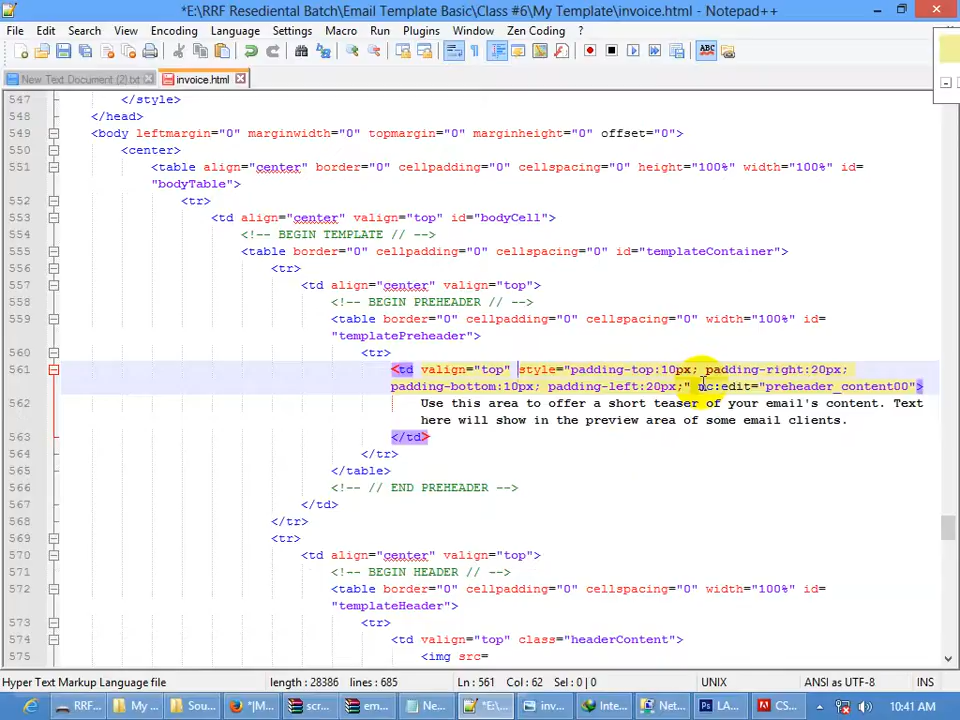 *E:\RRF Resedental Batch\Email Template Basic\Class #6\My Template\invoice.html - Notepad++
File Edit Search View Encoding Language Settings Macro Run Plugins Window Zen Coding ?
New Text Document (2).txt invoice.html
547 </style>
548 </head>
549 <body leftmargin="0" marginwidth="0" topmargin="0" marginheight="0" offset="0">
550 <center>
551 <table align="center" border="0" cellpadding="0" cellspacing="0" height="100%" width="100%" id=
"bodyTable">
552 <tr>
553 <td align="center" valign="top" id="bodyCell">
554 <!-- BEGIN TEMPLATE // -->
555 <table border="0" cellpadding="0" cellspacing="0" id="templateContainer">
556 <tr>
557 <td align="center" valign="top">
558 <!-- BEGIN PREHEADER // -->
559 <table border="0" cellpadding="0" cellspacing="0" width="100%" id=
"templatePreheader">
560 <tr>
561 <td valign="top" style="padding-top:10px; padding-right:20px;
padding-bottom:10px; padding-left:20px;" mc:edit="preheader_content00">
562 Use this area to offer a short teaser of your email's content. Text
here will show in the preview area of some email clients.
563 </td>
564 </tr>
565 </table>
566 <!-- // END PREHEADER -->
567 </td>
568 </tr>
569 <tr>
570 <td align="center" valign="top">
571 <!-- BEGIN HEADER // -->
572 <table border="0" cellpadding="0" cellspacing="0" width="100%" id=
"templateHeader">
573 <tr>
574 <td valign="top" class="headerContent">
575 <img src=
Hyper Text Markup Language file length : 28386 lines : 685 Ln : 561 Col : 62 Sel : 0 | 0 UNIX ANSI as UTF-8 INS
RRF... My ... Sou... *|M... scr... em... Ne... *E:\... inv... Inte... Net... LA... CS... 10:41 AM